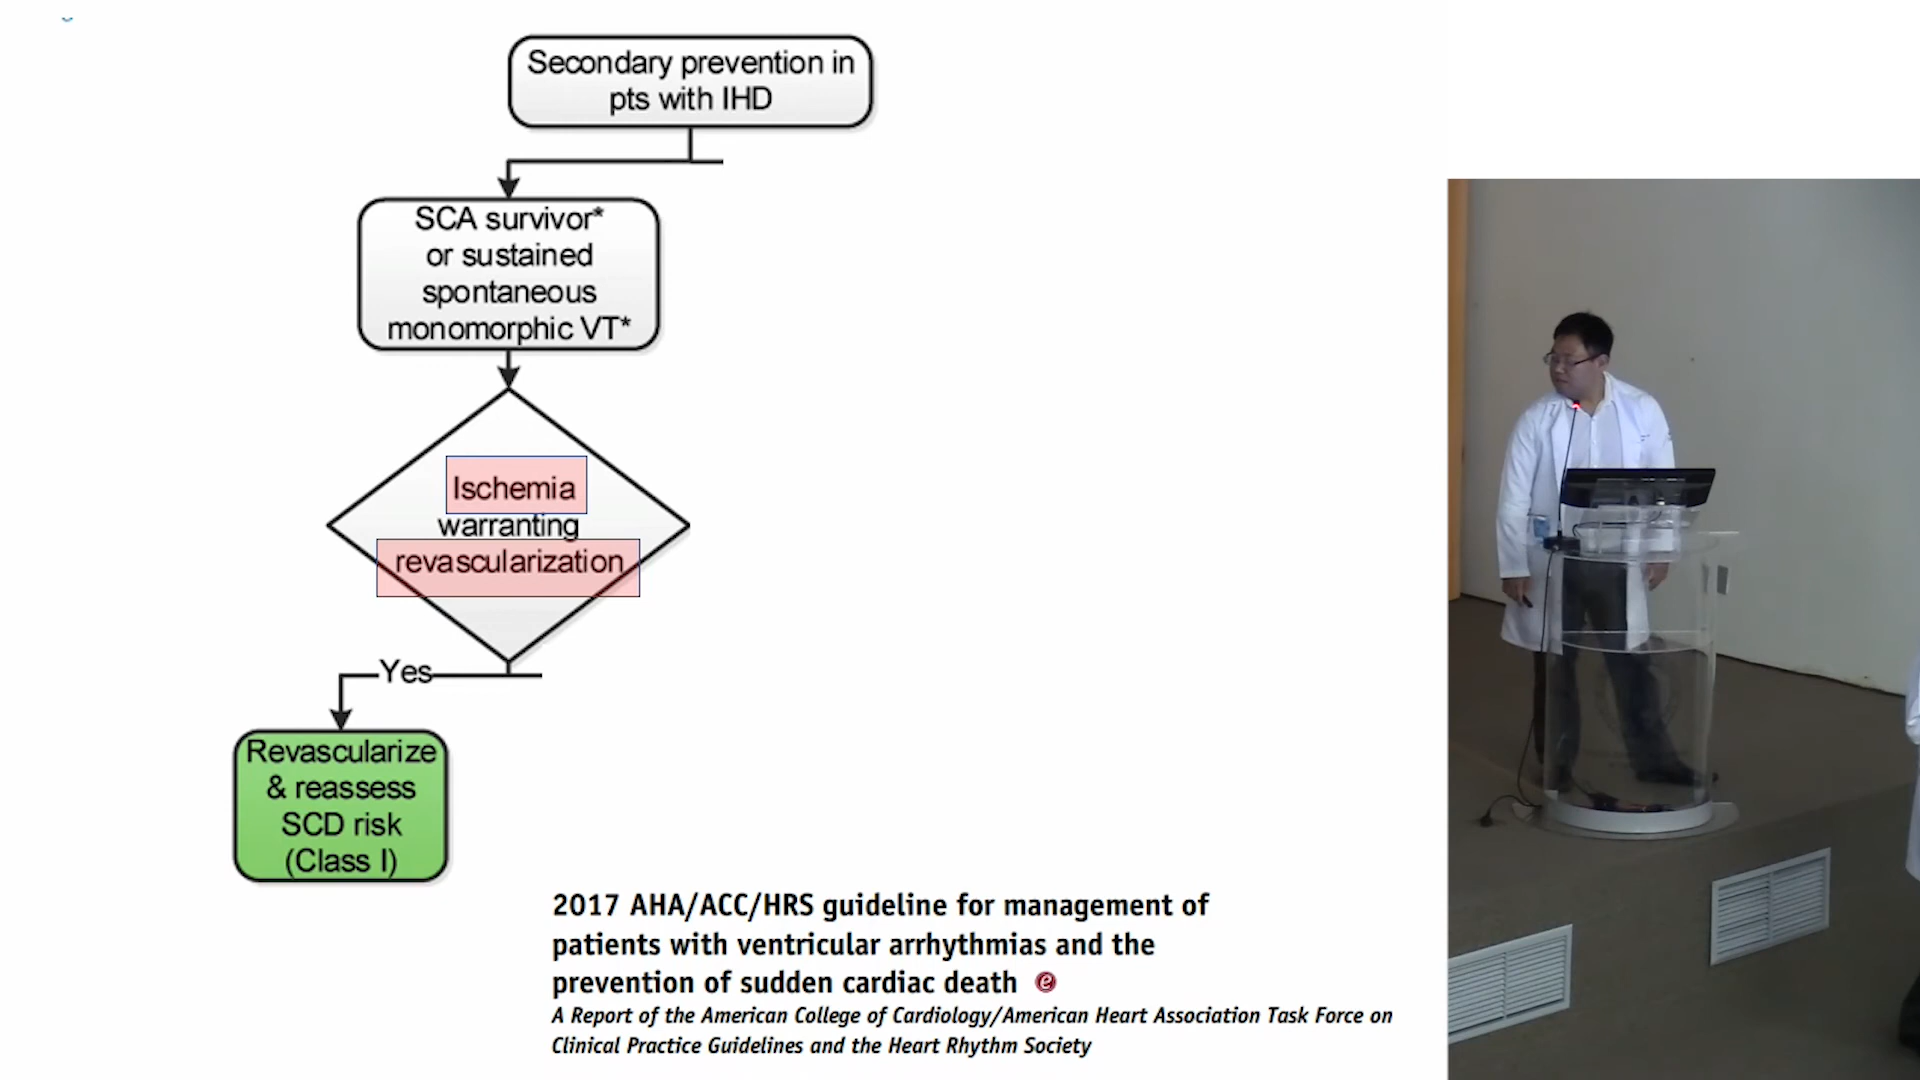 Secondary prevention in
pts with IHD
SCA survivor*
or sustained
spontaneous
monomorphic VT*
Ischemia
warranting
revascularization
Yes
Revascularize
& reassess
SCD risk
(Class I)
2017 AHA/ACC/HRS guideline for management of
patients with ventricular arrhythmias and the
prevention of sudden cardiac death e
A Report of the American College of Cardiology/American Heart Association Task Force on
Clinical Practice Guidelines and the Heart Rhythm Society